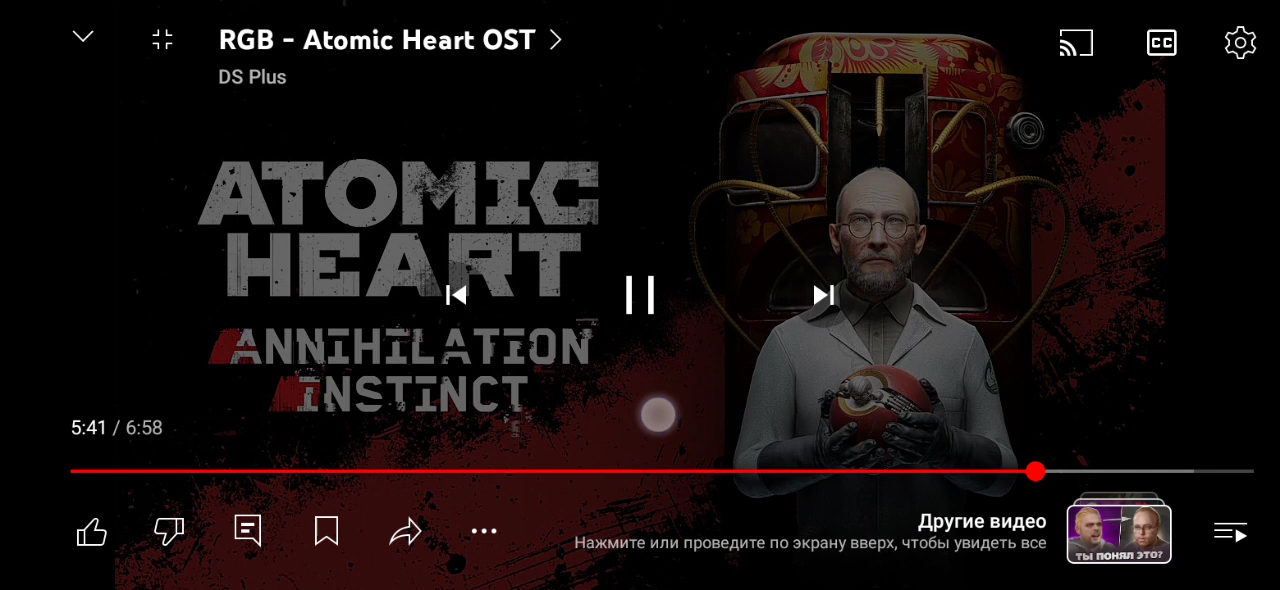 RGB - Atomic Heart OST
DS Plus
CC
ATOMIC
HEART
ANNIHILATION
INSTINCT
5:41 / 6:58
Другие видео
Нажмите или проведите по экрану вверх, чтобы увидеть все
ТЫ ПОНЯЛ ЭТО?